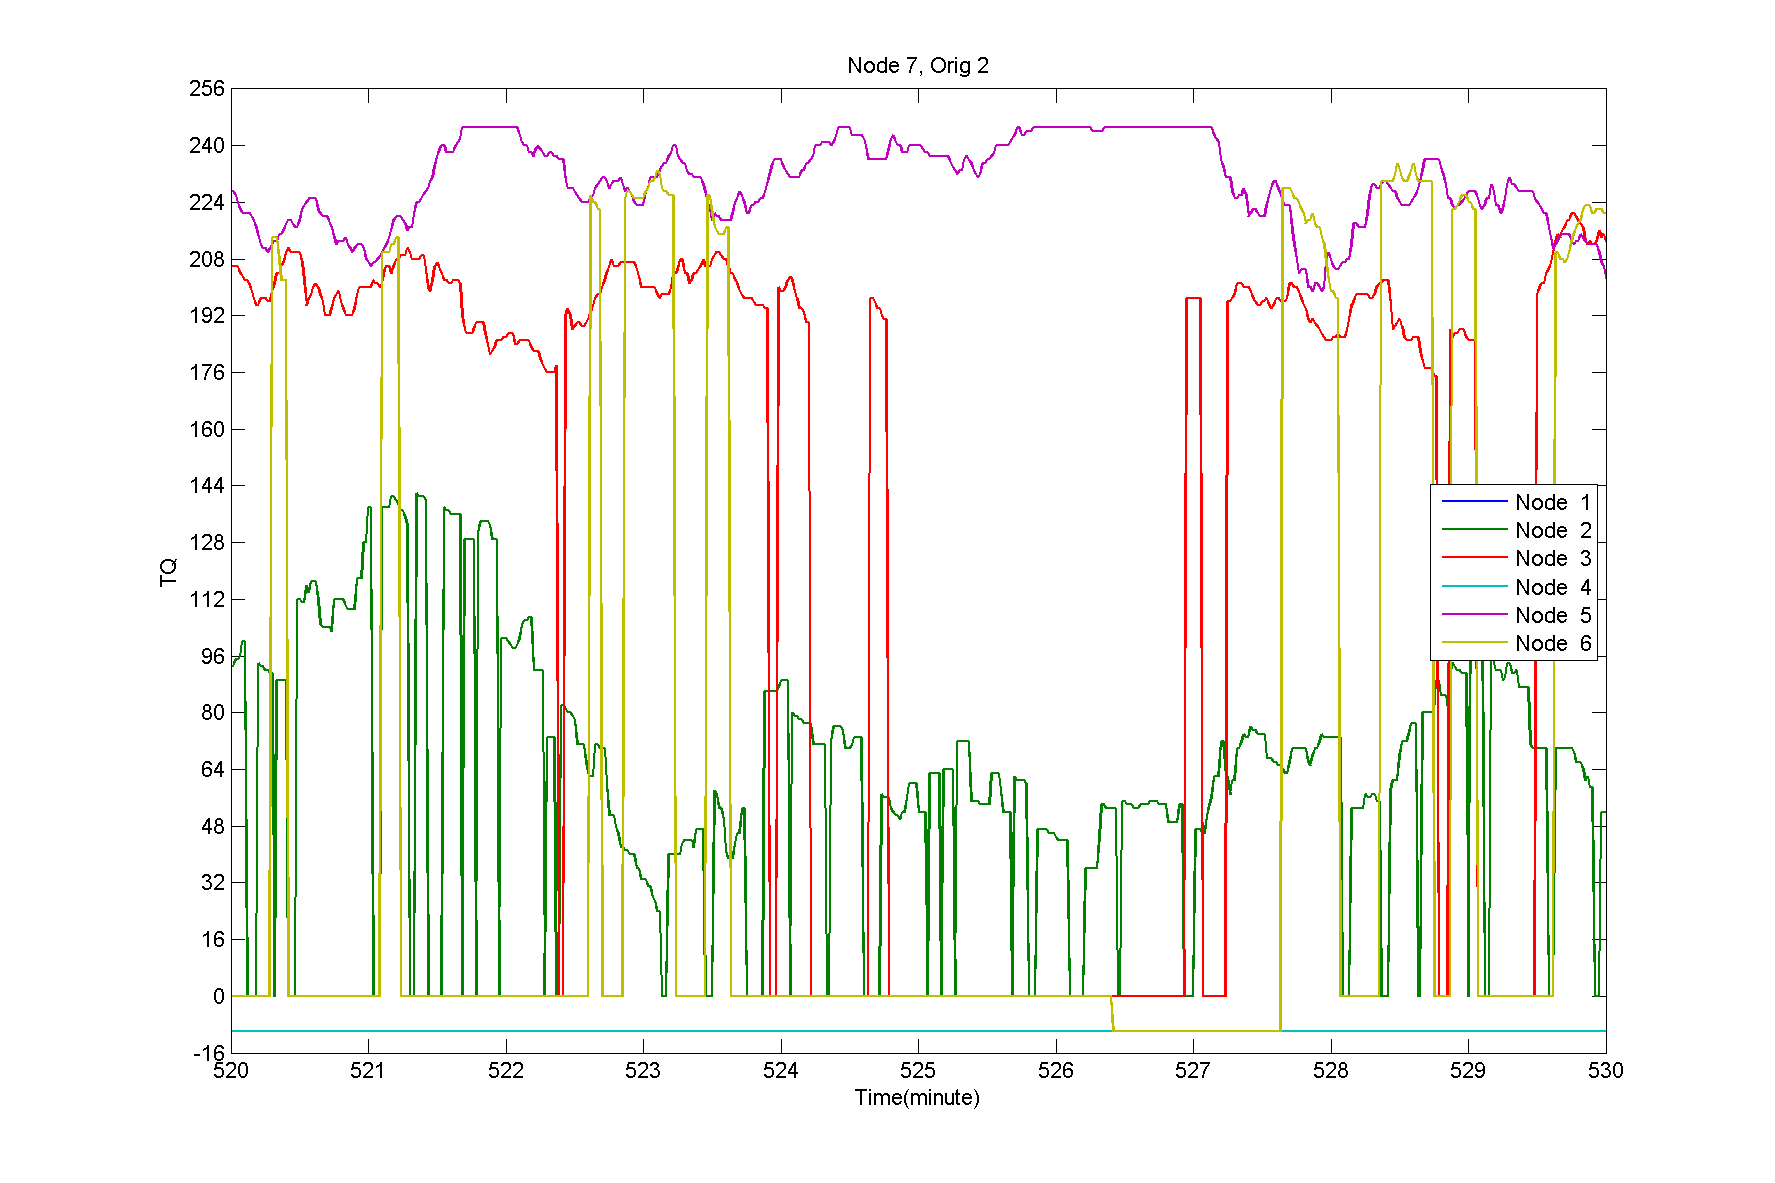 Node 7, Orig 2
256
240
224
208
192
176
160
144
128
112
96
80
64
48
32
16
0
-16
TQ
Node 1
Node 2
Node 3
Node 4
Node 5
Node 6
520 521 522 523 524 525 526 527 528 529 530
Time(minute)